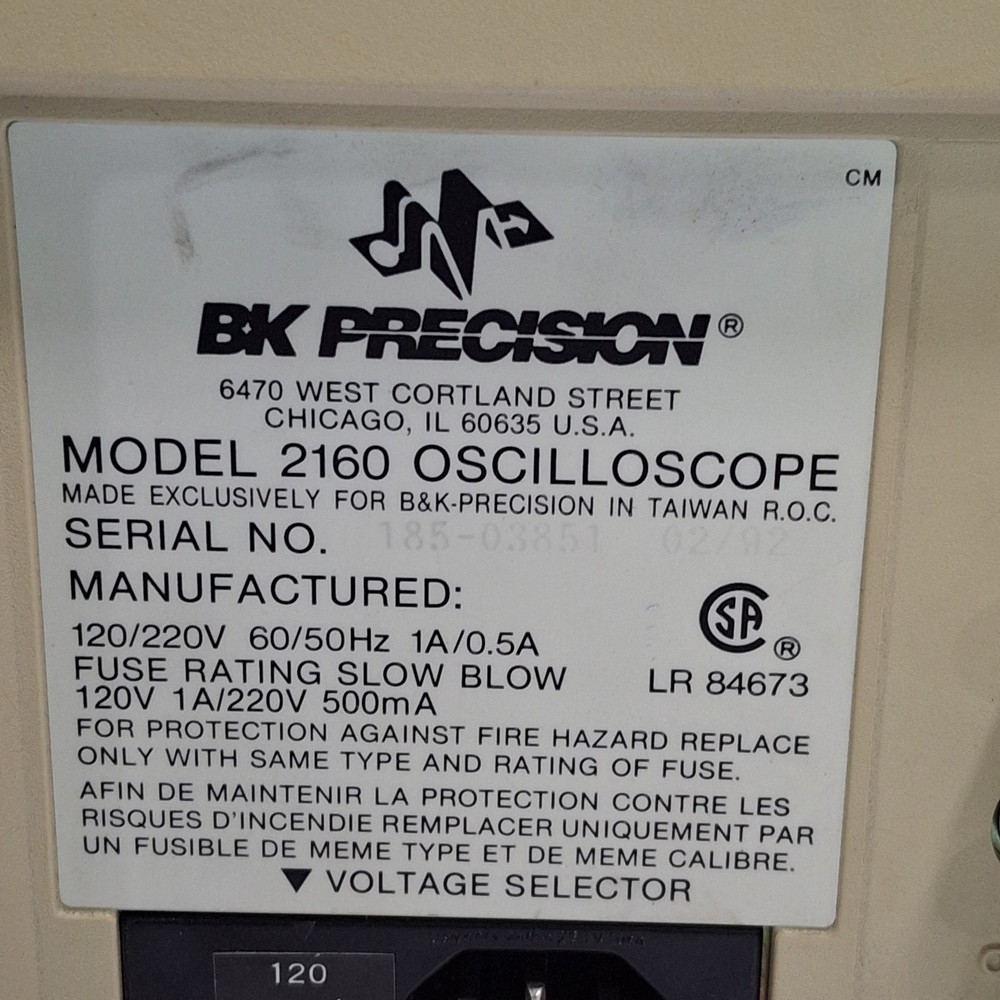 CM
BK PRECISION®
6470 WEST CORTLAND STREET
CHICAGO, IL 60635 U.S.A.
MODEL 2160 OSCILLOSCOPE
MADE EXCLUSIVELY FOR B&K-PRECISION IN TAIWAN R.O.C.
SERIAL NO. 185-03851 02/92
MANUFACTURED:
120/220V 60/50Hz 1A/0.5A
FUSE RATING SLOW BLOW
120V 1A/220V 500mA
SA ®
LR 84673
FOR PROTECTION AGAINST FIRE HAZARD REPLACE
ONLY WITH SAME TYPE AND RATING OF FUSE.
AFIN DE MAINTENIR LA PROTECTION CONTRE LES
RISQUES D'INCENDIE REMPLACER UNIQUEMENT PAR
UN FUSIBLE DE MEME TYPE ET DE MEME CALIBRE.
▼ VOLTAGE SELECTOR
120